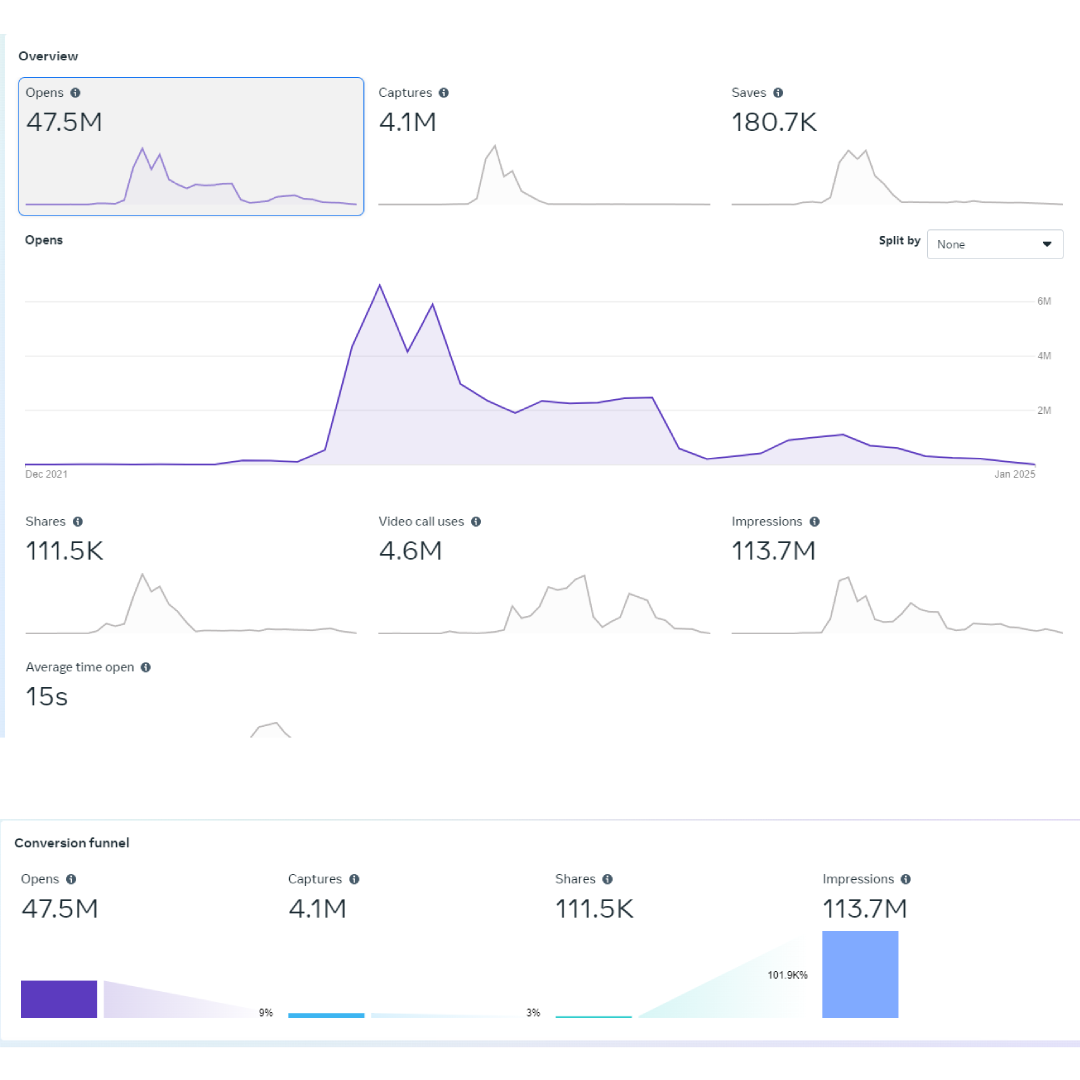 Overview
Opens
47.5M
Captures
4.1M
Saves
180.7K
Opens
Split by
None
6M
4M
2M
Dec 2021
Jan 2025
Shares
111.5K
Video call uses
4.6M
Impressions
113.7M
Average time open
15s
Conversion funnel
Opens
47.5M
9%
Captures
4.1M
3%
Shares
111.5K
101.9K%
Impressions
113.7M